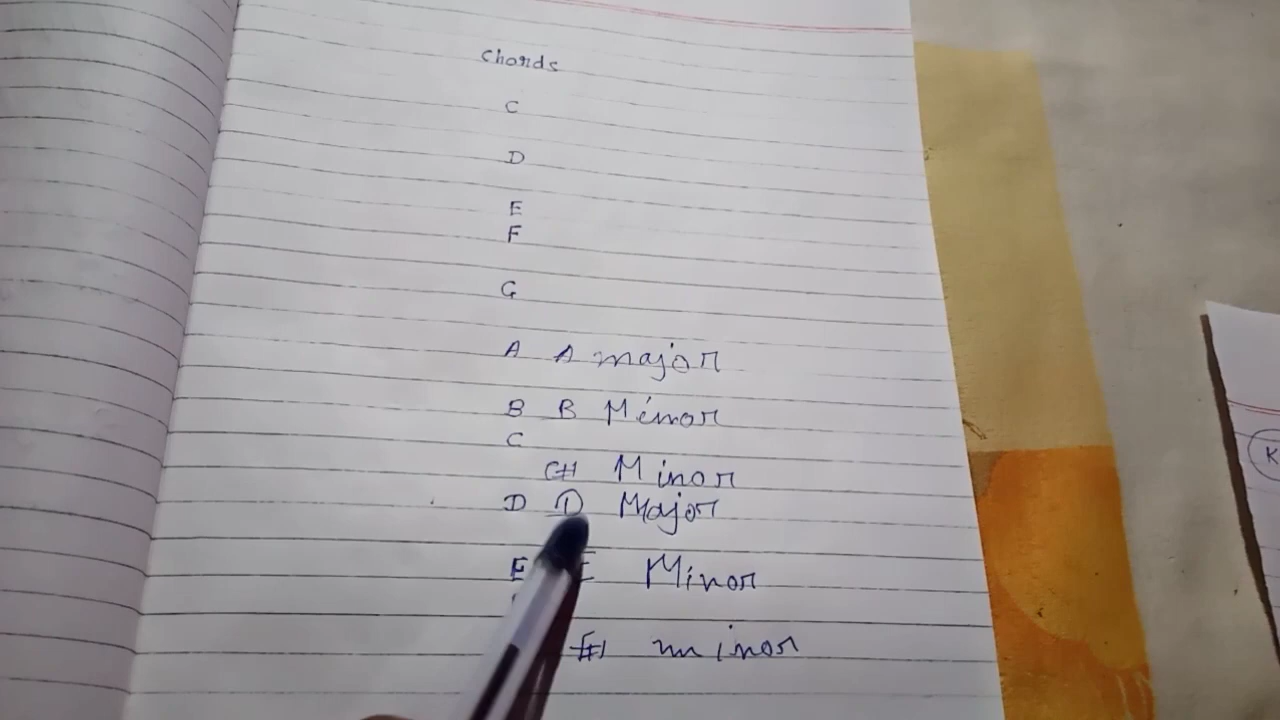 Chords
C
D
E
F
G
A A major
B B Minor
C
C# Minor
D D Major
E E Minor
F# minor
K